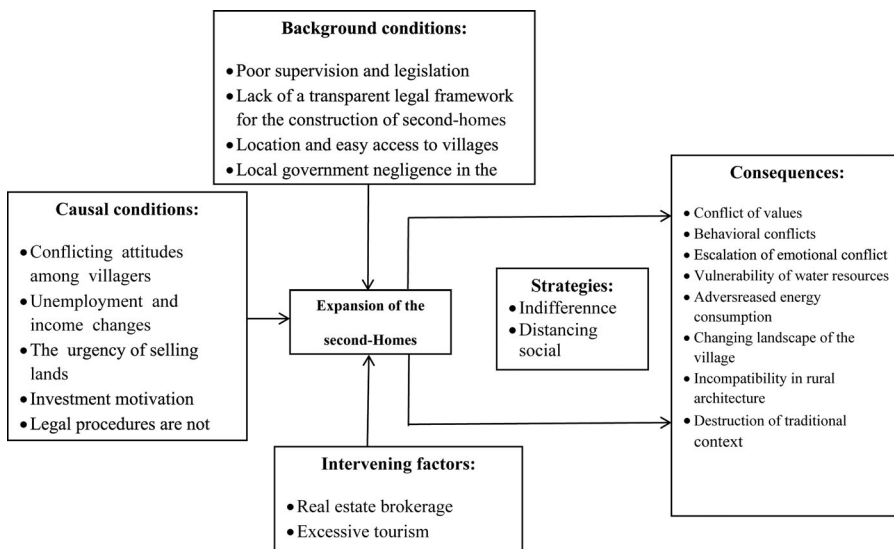 Background conditions:
• Poor supervision and legislation
• Lack of a transparent legal framework
for the construction of second-homes
• Location and easy access to villages
• Local government negligence in the
Causal conditions:
• Conflicting attitudes
among villagers
• Unemployment and
income changes
• The urgency of selling
lands
• Investment motivation
• Legal procedures are not
Expansion of the
second-Homes
Strategies:
• Indifferennce
• Distancing
social
Consequences:
• Conflict of values
• Behavioral conflicts
• Escalation of emotional conflict
• Vulnerability of water resources
• Adversreased energy
consumption
• Changing landscape of the
village
• Incompatibility in rural
architecture
• Destruction of traditional
context
Intervening factors:
• Real estate brokerage
• Excessive tourism